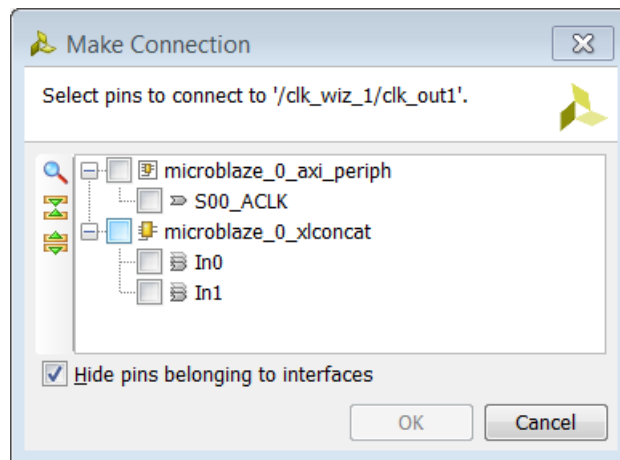 Make Connection
Select pins to connect to '/clk_wiz_1/clk_out1'.
microblaze_0_axi_periph
S00_ACLK
microblaze_0_xlconcat
In0
In1
Hide pins belonging to interfaces
OK Cancel